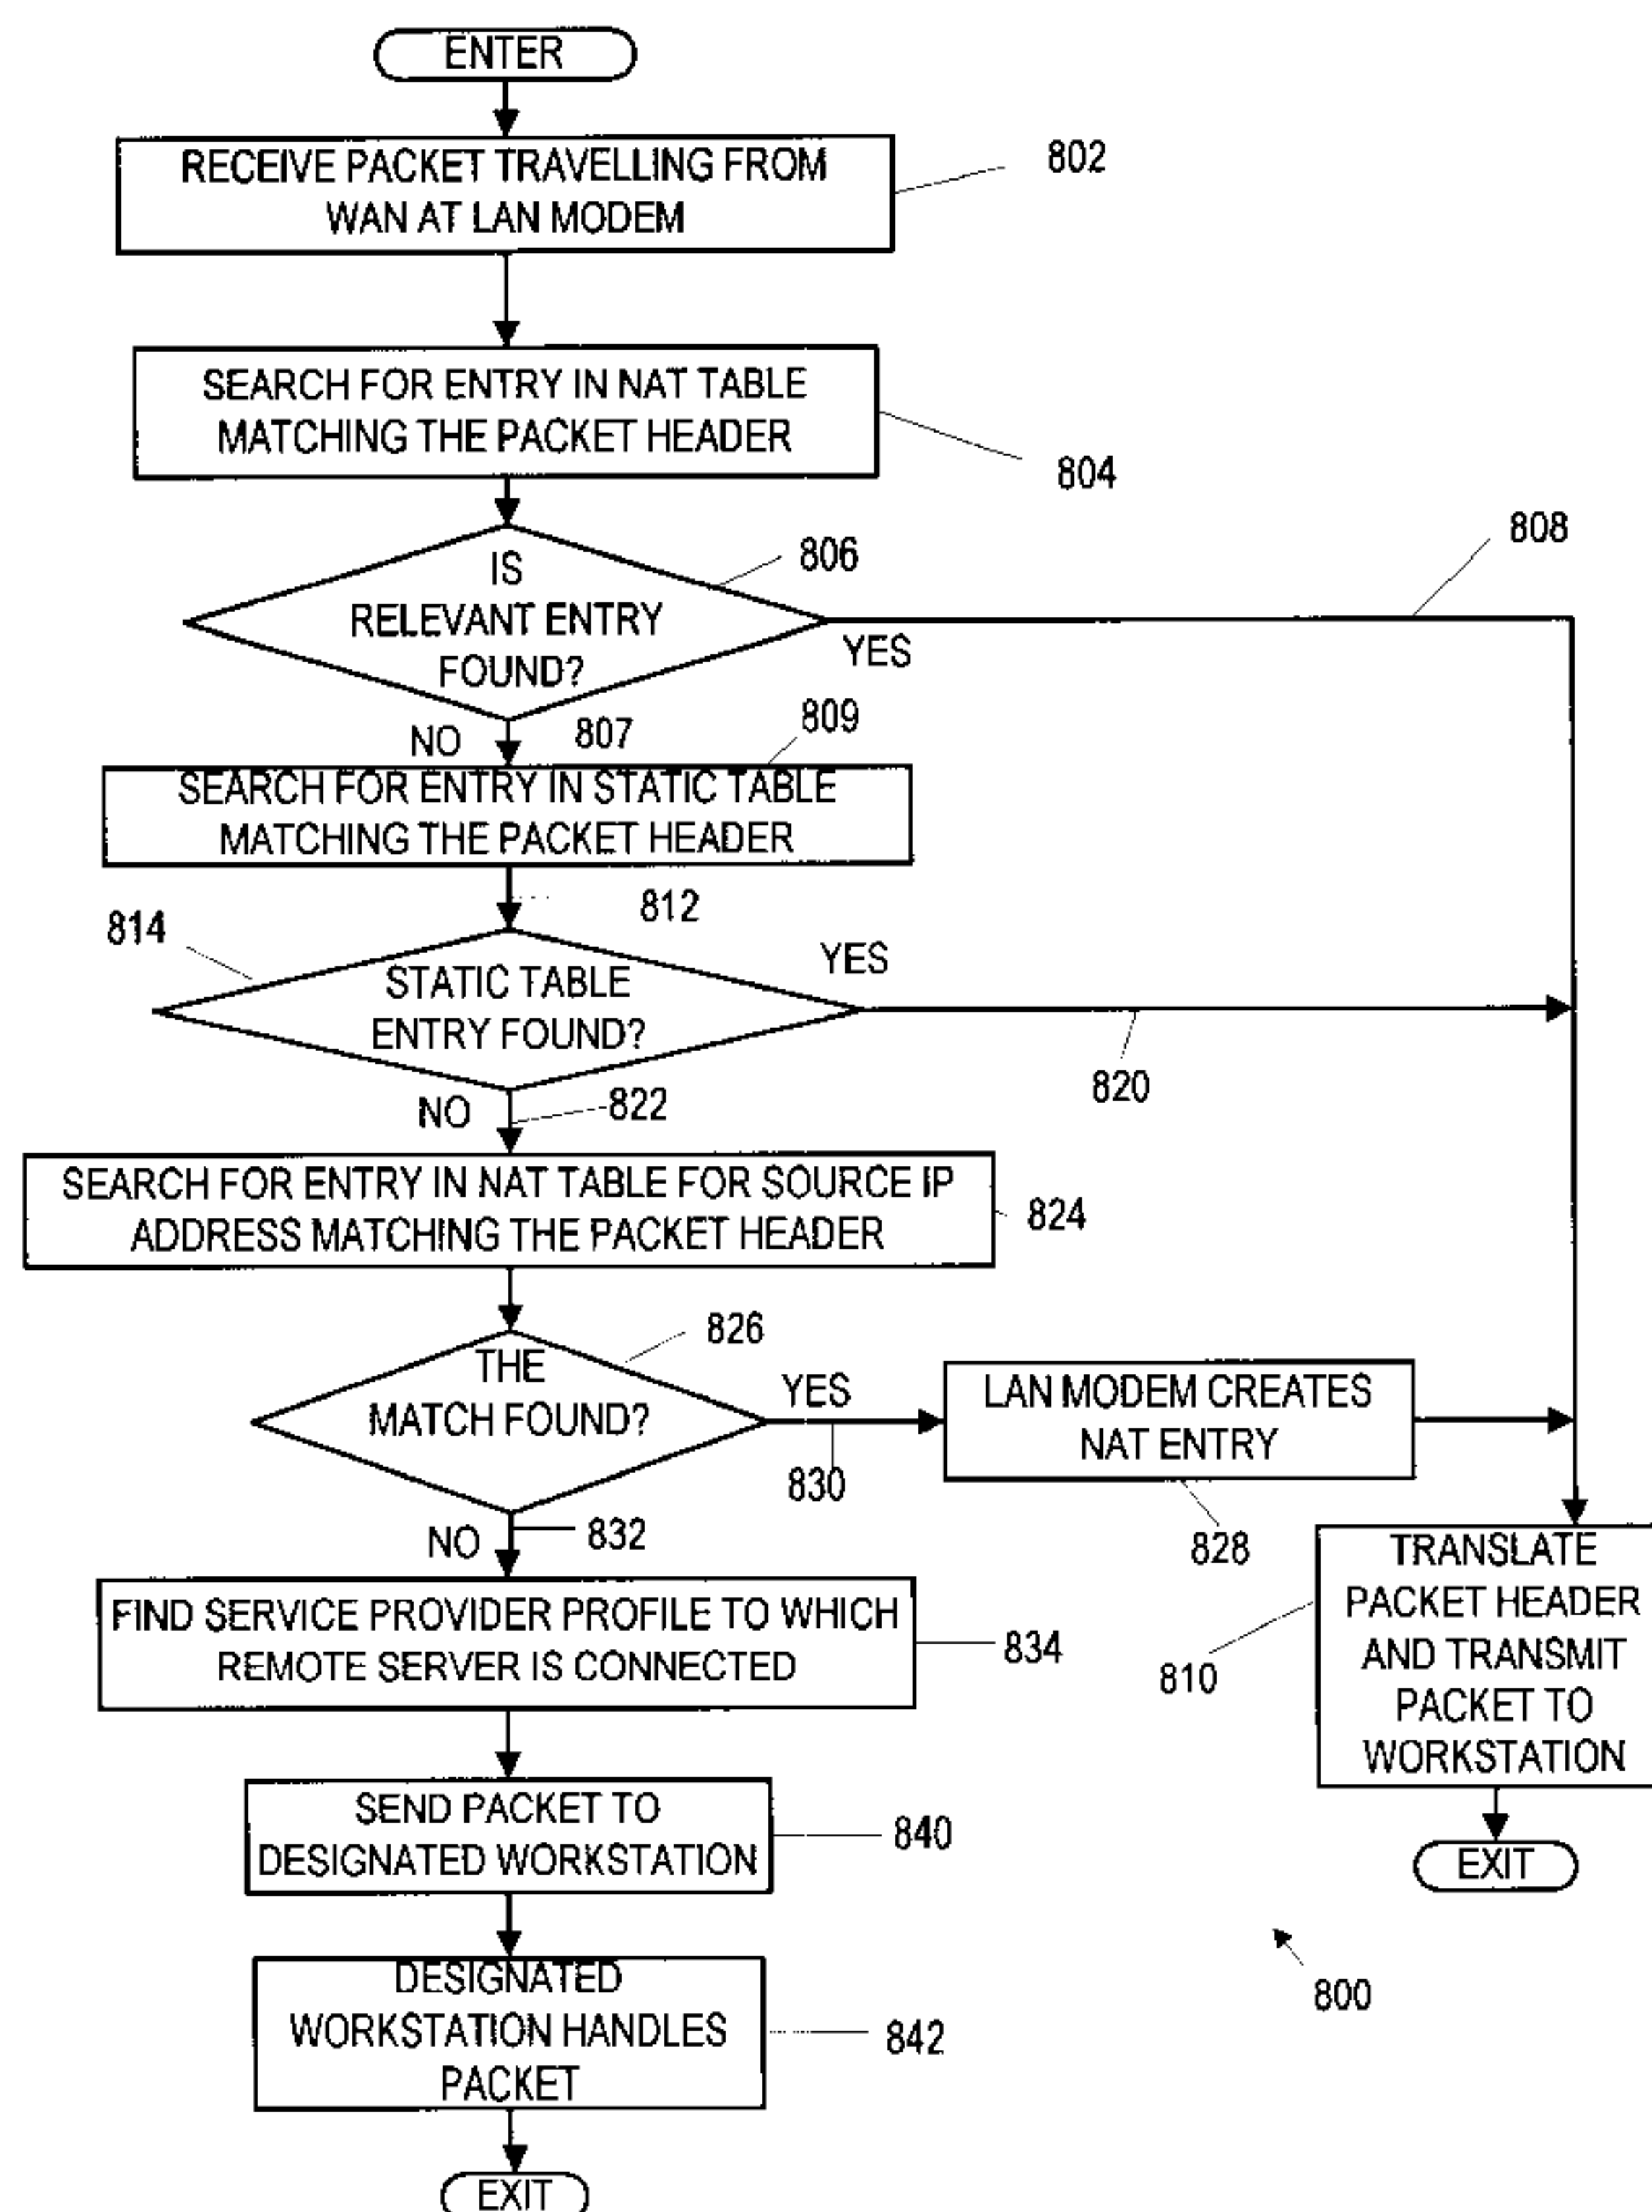 ENTER
RECEIVE PACKET TRAVELLING FROM
WAN AT LAN MODEM
802
SEARCH FOR ENTRY IN NAT TABLE
MATCHING THE PACKET HEADER
804
IS
RELEVANT ENTRY
FOUND?
806
YES
808
NO
807
809
SEARCH FOR ENTRY IN STATIC TABLE
MATCHING THE PACKET HEADER
812
814
STATIC TABLE
ENTRY FOUND?
YES
820
NO
822
SEARCH FOR ENTRY IN NAT TABLE FOR SOURCE IP
ADDRESS MATCHING THE PACKET HEADER
824
THE
MATCH FOUND?
826
YES
830
LAN MODEM CREATES
NAT ENTRY
828
NO
832
FIND SERVICE PROVIDER PROFILE TO WHICH
REMOTE SERVER IS CONNECTED
834
TRANSLATE
PACKET HEADER
AND TRANSMIT
PACKET TO
WORKSTATION
810
EXIT
SEND PACKET TO
DESIGNATED WORKSTATION
840
DESIGNATED
WORKSTATION HANDLES
PACKET
842
800
EXIT